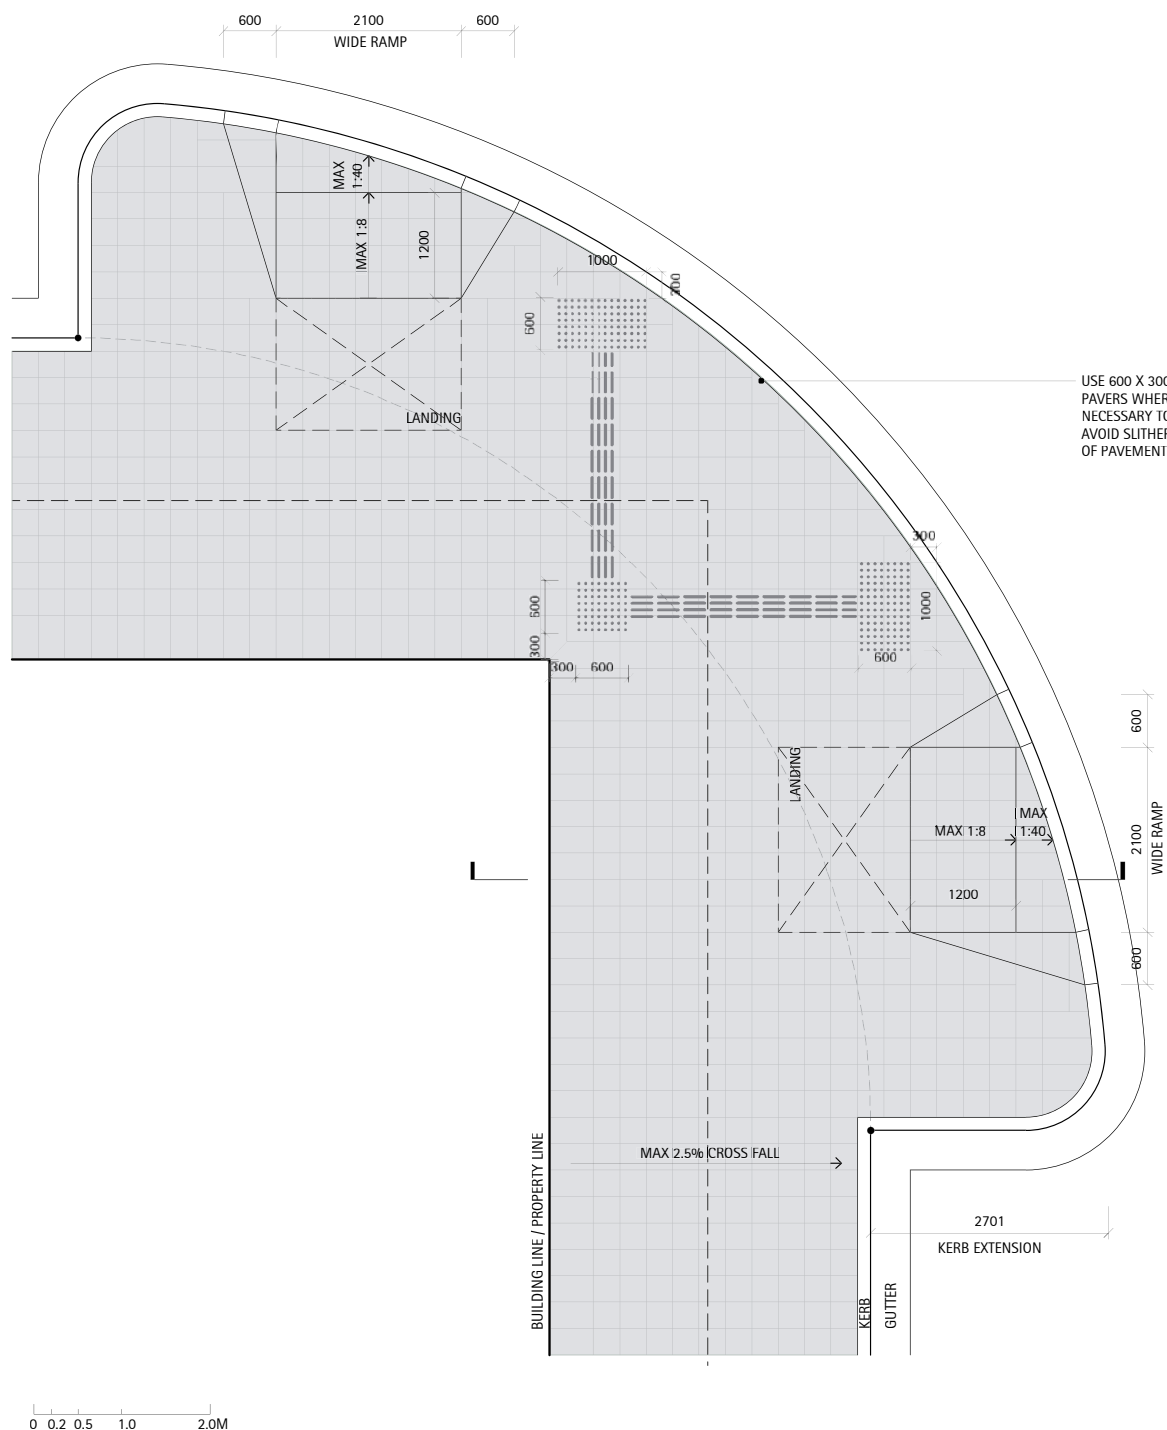 600 2100 600
WIDE RAMP
MAX
1:40
MAX 1:8
1200
1000
300
600
LANDING
USE 600 X 300
PAVERS WHER
NECESSARY TO
AVOID SLITHER
OF PAVEMENT
300
600
1000
300
600
300 600
600
LANDING
MAX
MAX 1:8
1:40
2100
WIDE RAMP
1200
600
MAX 2.5% CROSS FALL
BUILDING LINE / PROPERTY LINE
2701
KERB EXTENSION
KERB
GUTTER
0 0.2 0.5 1.0 2.0M